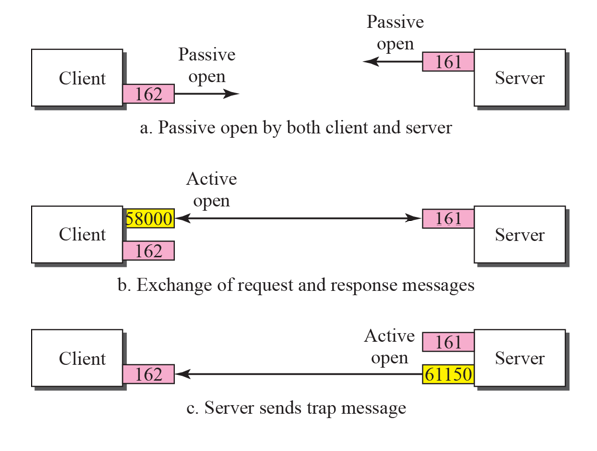 Passive
open
Passive
open
Client
162
161
Server
a. Passive open by both client and server
Active
open
Client
58000
162
161
Server
b. Exchange of request and response messages
Client
162
Active
open
161
61150
Server
c. Server sends trap message